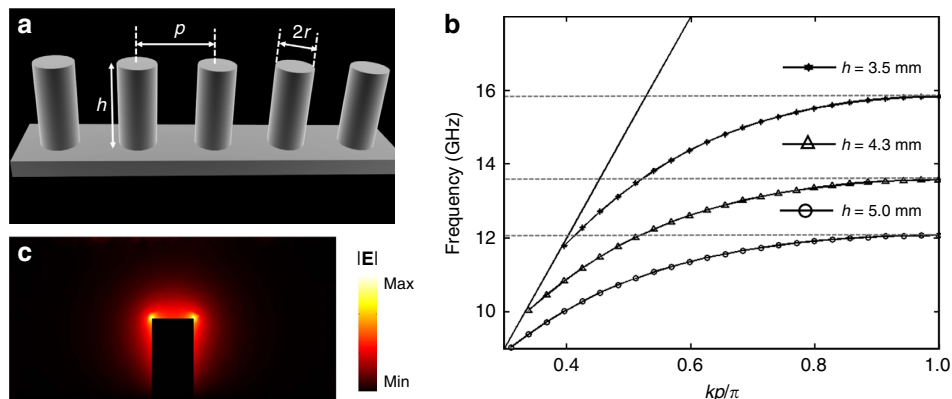 a
p
2r
h
c
|E|
Max
Min
b
Frequency (GHz)
16
14
12
10
0.4
0.6
0.8
1.0
kp/π
h = 3.5 mm
h = 4.3 mm
h = 5.0 mm